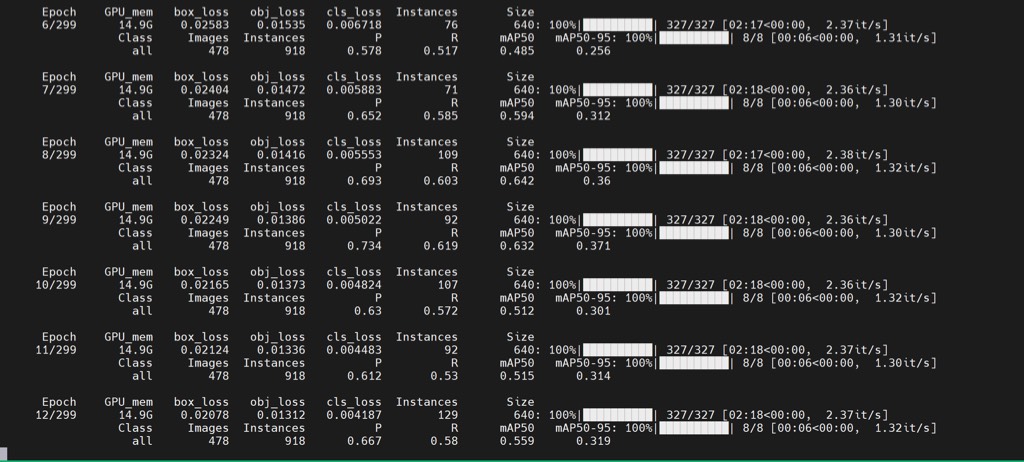 Epoch GPU_mem box_loss obj_loss cls_loss Instances Size
6/299 14.9G 0.02583 0.01535 0.006718 76 640: 100%|██████████| 327/327 [02:17<00:00, 2.37it/s]
Class Images Instances P R mAP50 mAP50-95: 100%|██████████| 8/8 [00:06<00:00, 1.31it/s]
all 478 918 0.578 0.517 0.485 0.256
Epoch GPU_mem box_loss obj_loss cls_loss Instances Size
7/299 14.9G 0.02404 0.01472 0.005883 71 640: 100%|██████████| 327/327 [02:18<00:00, 2.36it/s]
Class Images Instances P R mAP50 mAP50-95: 100%|██████████| 8/8 [00:06<00:00, 1.30it/s]
all 478 918 0.652 0.585 0.594 0.312
Epoch GPU_mem box_loss obj_loss cls_loss Instances Size
8/299 14.9G 0.02324 0.01416 0.005553 109 640: 100%|██████████| 327/327 [02:17<00:00, 2.38it/s]
Class Images Instances P R mAP50 mAP50-95: 100%|██████████| 8/8 [00:06<00:00, 1.32it/s]
all 478 918 0.693 0.603 0.642 0.36
Epoch GPU_mem box_loss obj_loss cls_loss Instances Size
9/299 14.9G 0.02249 0.01386 0.005022 92 640: 100%|██████████| 327/327 [02:18<00:00, 2.36it/s]
Class Images Instances P R mAP50 mAP50-95: 100%|██████████| 8/8 [00:06<00:00, 1.30it/s]
all 478 918 0.734 0.619 0.632 0.371
Epoch GPU_mem box_loss obj_loss cls_loss Instances Size
10/299 14.9G 0.02165 0.01373 0.004824 107 640: 100%|██████████| 327/327 [02:18<00:00, 2.36it/s]
Class Images Instances P R mAP50 mAP50-95: 100%|██████████| 8/8 [00:06<00:00, 1.32it/s]
all 478 918 0.63 0.572 0.512 0.301
Epoch GPU_mem box_loss obj_loss cls_loss Instances Size
11/299 14.9G 0.02124 0.01336 0.004483 92 640: 100%|██████████| 327/327 [02:18<00:00, 2.37it/s]
Class Images Instances P R mAP50 mAP50-95: 100%|██████████| 8/8 [00:06<00:00, 1.30it/s]
all 478 918 0.612 0.53 0.515 0.314
Epoch GPU_mem box_loss obj_loss cls_loss Instances Size
12/299 14.9G 0.02078 0.01312 0.004187 129 640: 100%|██████████| 327/327 [02:18<00:00, 2.37it/s]
Class Images Instances P R mAP50 mAP50-95: 100%|██████████| 8/8 [00:06<00:00, 1.32it/s]
all 478 918 0.667 0.58 0.559 0.319